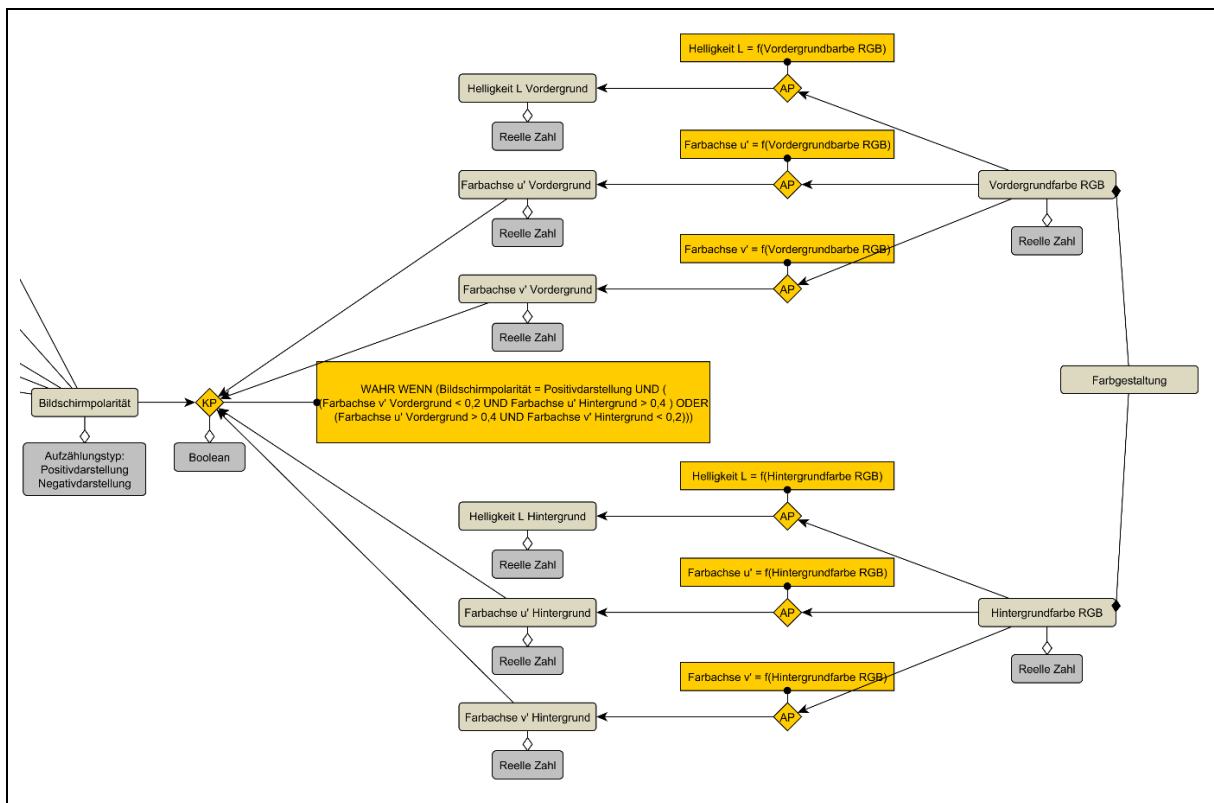 Helligkeit L = f(Vordergrundbarbe RGB)
Helligkeit L Vordergrund
AP
Reelle Zahl
Farbachse u' = f(Vordergrundbarbe RGB)
Farbachse u' Vordergrund
AP
Vordergrundfarbe RGB
Reelle Zahl
Reelle Zahl
Farbachse v' = f(Vordergrundbarbe RGB)
Farbachse v' Vordergrund
AP
Reelle Zahl
WAHR WENN (Bildschirmpolarität = Positivdarstellung UND (
(Farbachse v' Vordergrund < 0,2 UND Farbachse u' Hintergrund > 0,4 ) ODER
(Farbachse u' Vordergrund > 0,4 UND Farbachse v' Hintergrund < 0,2)))
Farbgestaltung
Bildschirmpolarität
KP
Aufzählungstyp:
Positivdarstellung
Negativdarstellung
Boolean
Helligkeit L = f(Hintergrundfarbe RGB)
Helligkeit L Hintergrund
AP
Reelle Zahl
Farbachse u' = f(Hintergrundfarbe RGB)
Farbachse u' Hintergrund
AP
Hintergrundfarbe RGB
Reelle Zahl
Reelle Zahl
Farbachse v' = f(Hintergrundfarbe RGB)
Farbachse v' Hintergrund
AP
Reelle Zahl